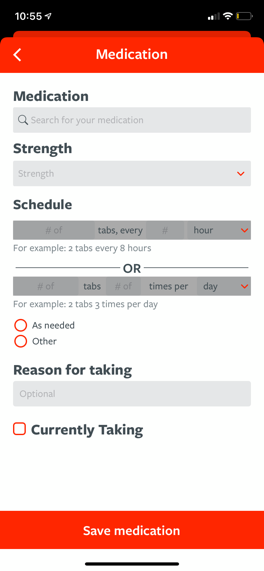 10:55
Medication
Medication
Search for your medication
Strength
Strength
Schedule
# of tabs, every # hour
For example: 2 tabs every 8 hours
OR
# of tabs # of times per day
For example: 2 tabs 3 times per day
As needed
Other
Reason for taking
Optional
Currently Taking
Save medication